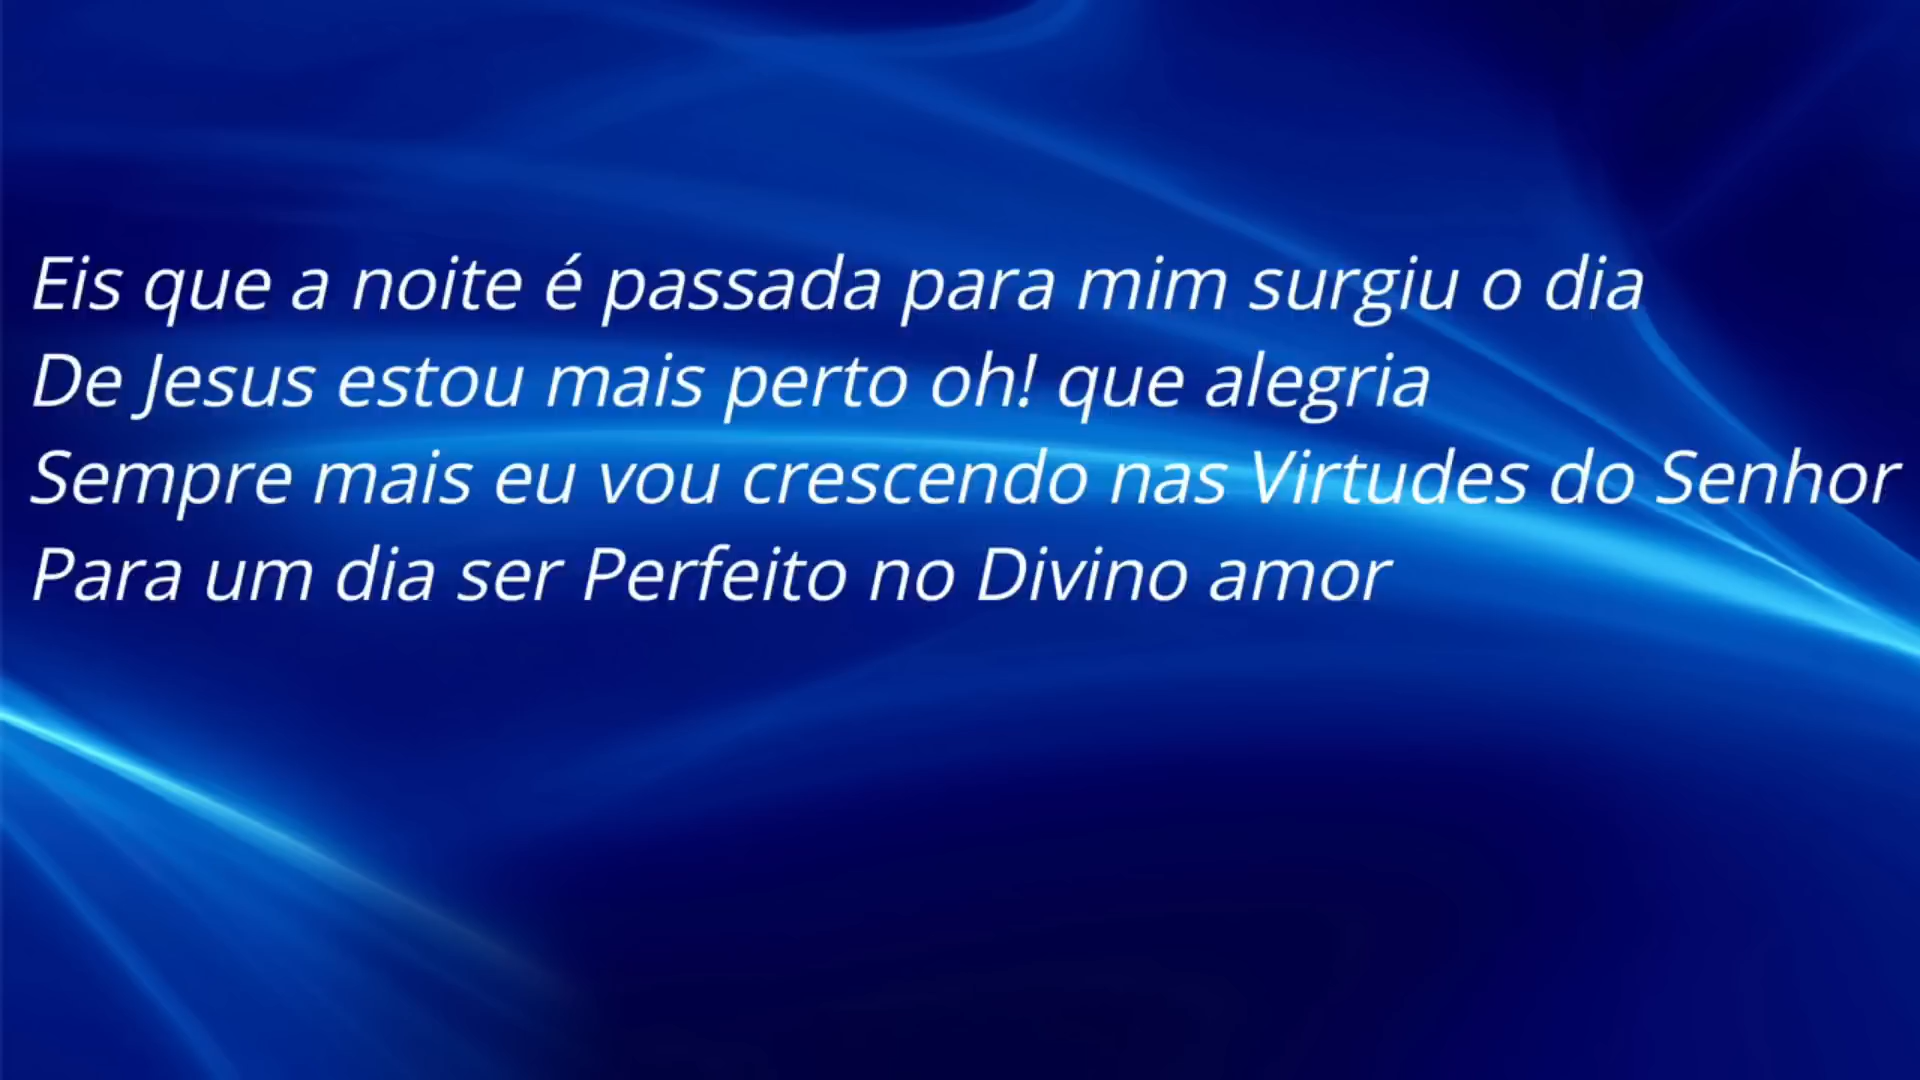 Eis que a noite é passada para mim surgiu o dia
De Jesus estou mais perto oh! que alegria
Sempre mais eu vou crescendo nas Virtudes do Senhor
Para um dia ser Perfeito no Divino amor